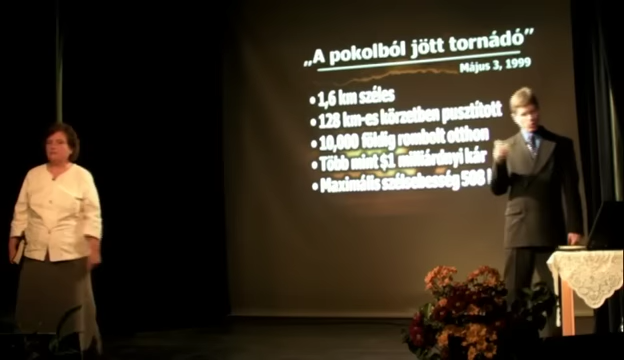 „A pokolból jött tornádó”
Május 3, 1999
• 1,6 km széles
• 128 km-es körzetben pusztított
• 10,000 földig rombolt otthon
• Több mint $1 milliárdnyi kár
• Maximális szélsebesség 508